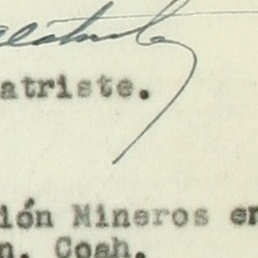 atriste.
ión Mineros en
n. Coah.